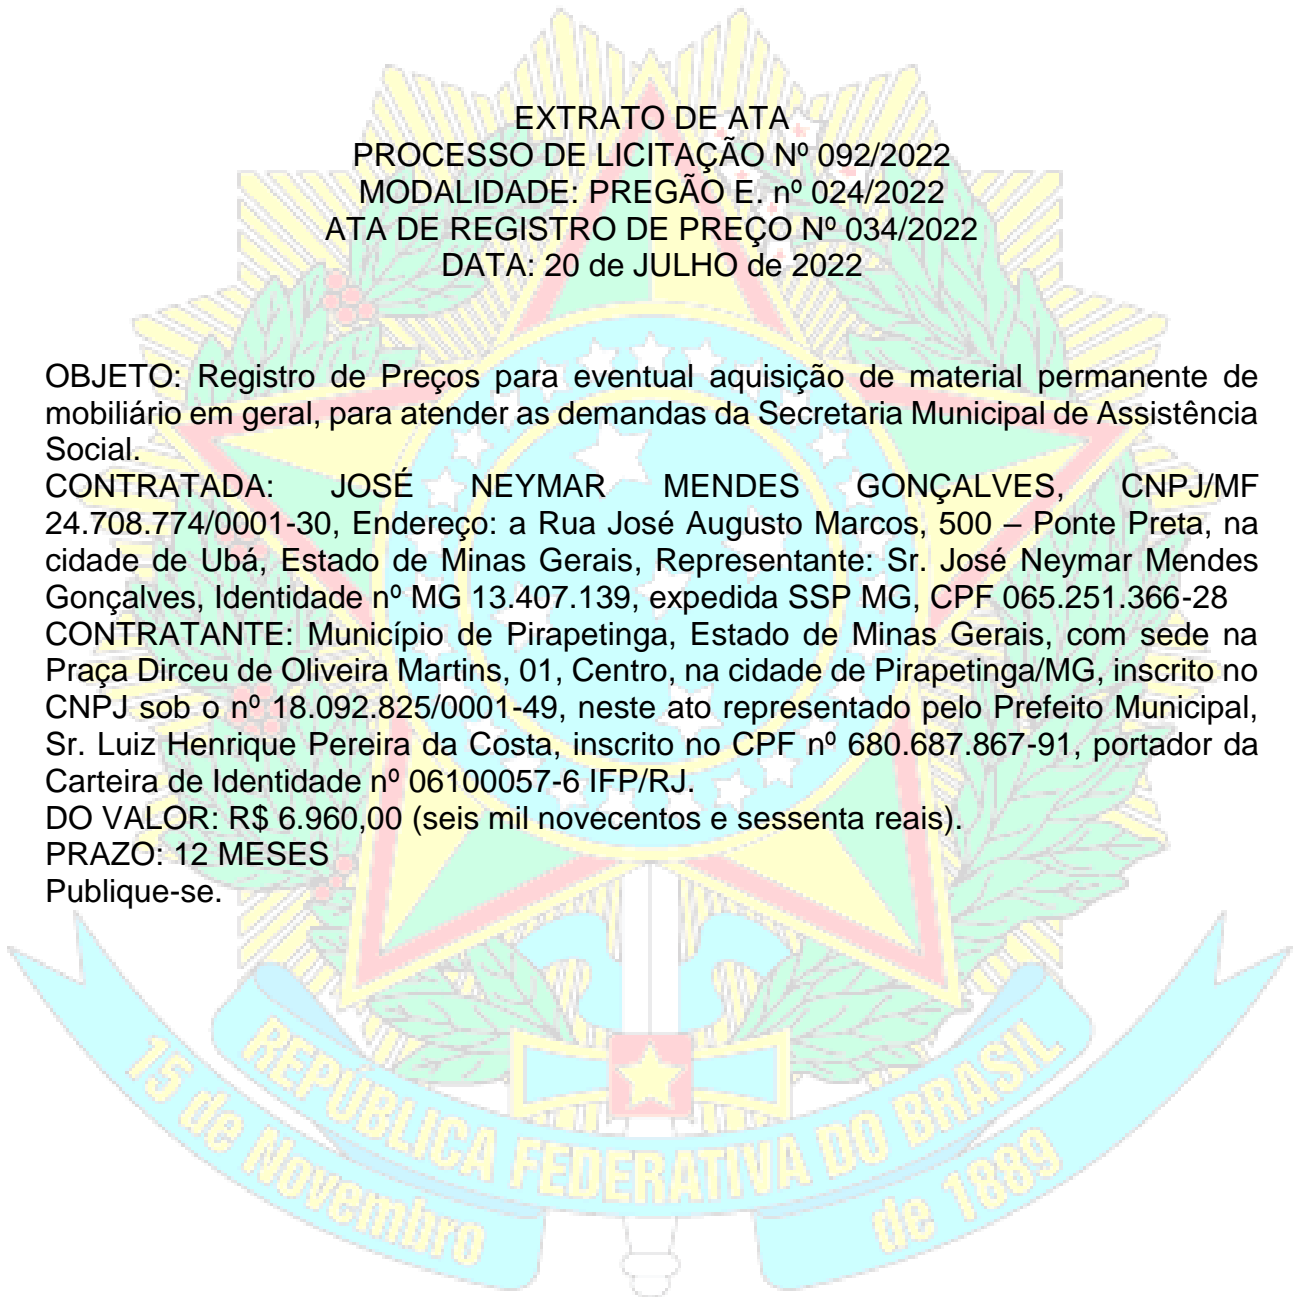 EXTRATO DE ATA
PROCESSO DE LICITAÇÃO Nº 092/2022
MODALIDADE: PREGÃO E. nº 024/2022
ATA DE REGISTRO DE PREÇO Nº 034/2022
DATA: 20 de JULHO de 2022
OBJETO: Registro de Preços para eventual aquisição de material permanente de
mobiliário em geral, para atender as demandas da Secretaria Municipal de Assistência
Social.
CONTRATADA: JOSÉ NEYMAR MENDES GONÇALVES, CNPJ/MF
24.708.774/0001-30, Endereço: a Rua José Augusto Marcos, 500 – Ponte Preta, na
cidade de Ubá, Estado de Minas Gerais, Representante: Sr. José Neymar Mendes
Gonçalves, Identidade nº MG 13.407.139, expedida SSP MG, CPF 065.251.366-28
CONTRATANTE: Município de Pirapetinga, Estado de Minas Gerais, com sede na
Praça Dirceu de Oliveira Martins, 01, Centro, na cidade de Pirapetinga/MG, inscrito no
CNPJ sob o nº 18.092.825/0001-49, neste ato representado pelo Prefeito Municipal,
Sr. Luiz Henrique Pereira da Costa, inscrito no CPF nº 680.687.867-91, portador da
Carteira de Identidade nº 06100057-6 IFP/RJ.
DO VALOR: R$ 6.960,00 (seis mil novecentos e sessenta reais).
PRAZO: 12 MESES
Publique-se.
REPÚBLICA FEDERATIVA DO BRASIL
15 de Novembro
de 1889